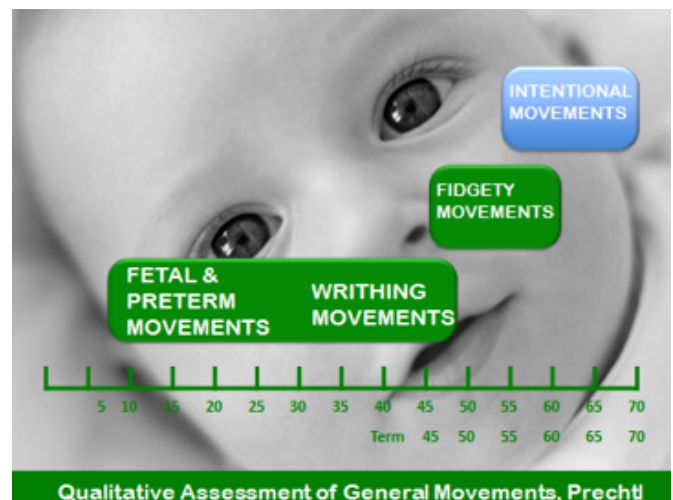 INTENTIONAL
MOVEMENTS
FIDGETY
MOVEMENTS
FETAL &
PRETERM
MOVEMENTS
WRITHING
MOVEMENTS
5 10 15 20 25 30 35 40 45 50 55 60 65 70
Term 45 50 55 60 65 70
Qualitative Assessment of General Movements, Prechtl